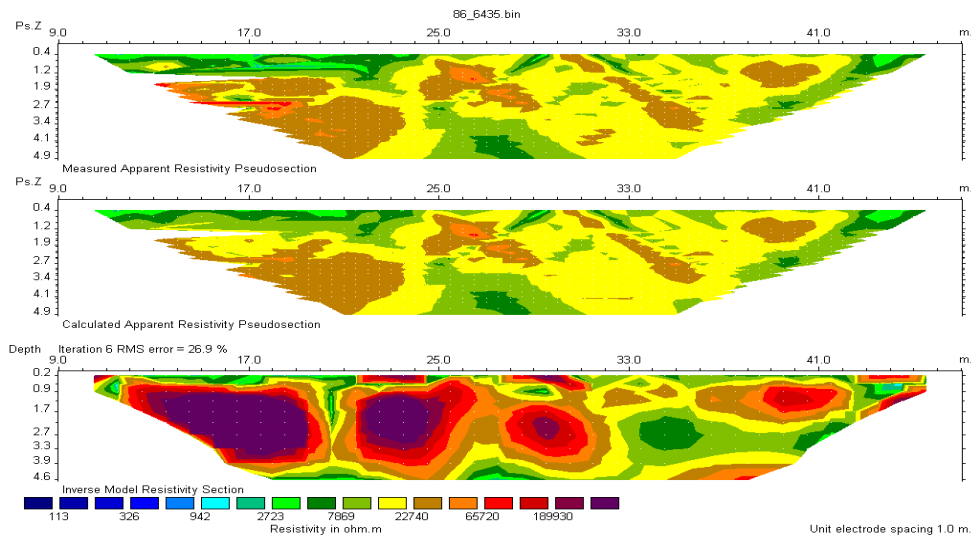 86_6435.bin
Ps.Z 9.0 17.0 25.0 33.0 41.0 m.
0.4
1.2
1.9
2.7
3.4
4.1
4.9
Measured Apparent Resistivity Pseudosection
Ps.Z 9.0 17.0 25.0 33.0 41.0 m.
0.4
1.2
1.9
2.7
3.4
4.1
4.9
Calculated Apparent Resistivity Pseudosection
Depth Iteration 6 RMS error = 26.9 %
9.0 17.0 25.0 33.0 41.0 m.
0.2
0.9
1.7
2.7
3.3
3.9
4.6
Inverse Model Resistivity Section
113 326 942 2723 7869 22740 65720 189930
Resistivity in ohm.m Unit electrode spacing 1.0 m.